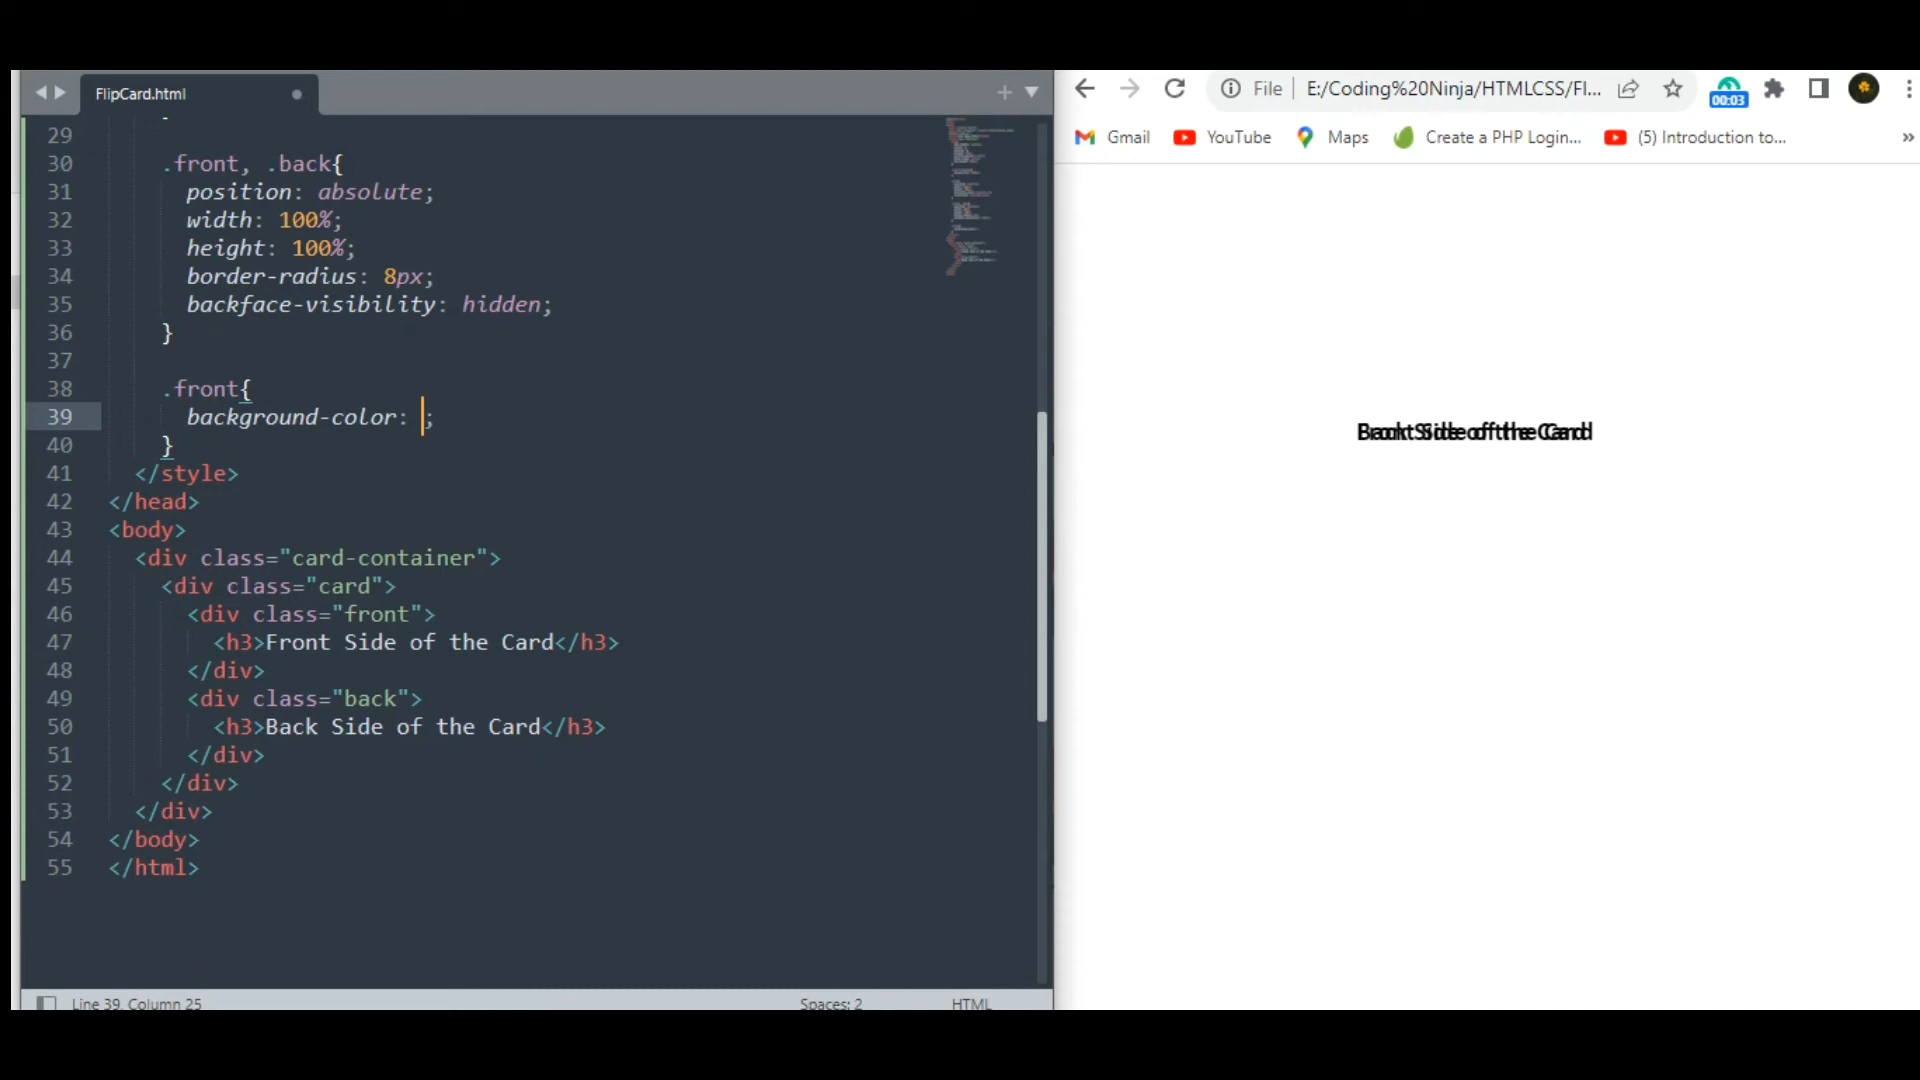 FlipCard.html
29
30 .front, .back{
31 position: absolute;
32 width: 100%;
33 height: 100%;
34 border-radius: 8px;
35 backface-visibility: hidden;
36 }
37
38 .front{
39 background-color: ;
40 }
41 </style>
42 </head>
43 <body>
44 <div class="card-container">
45 <div class="card">
46 <div class="front">
47 <h3>Front Side of the Card</h3>
48 </div>
49 <div class="back">
50 <h3>Back Side of the Card</h3>
51 </div>
52 </div>
53 </div>
54 </body>
55 </html>
Line 39, Column 25
Spaces: 2
HTML
File E:/Coding%20Ninja/HTMLCSS/Fl...
00:03
Gmail YouTube Maps Create a PHP Login... (5) Introduction to... »